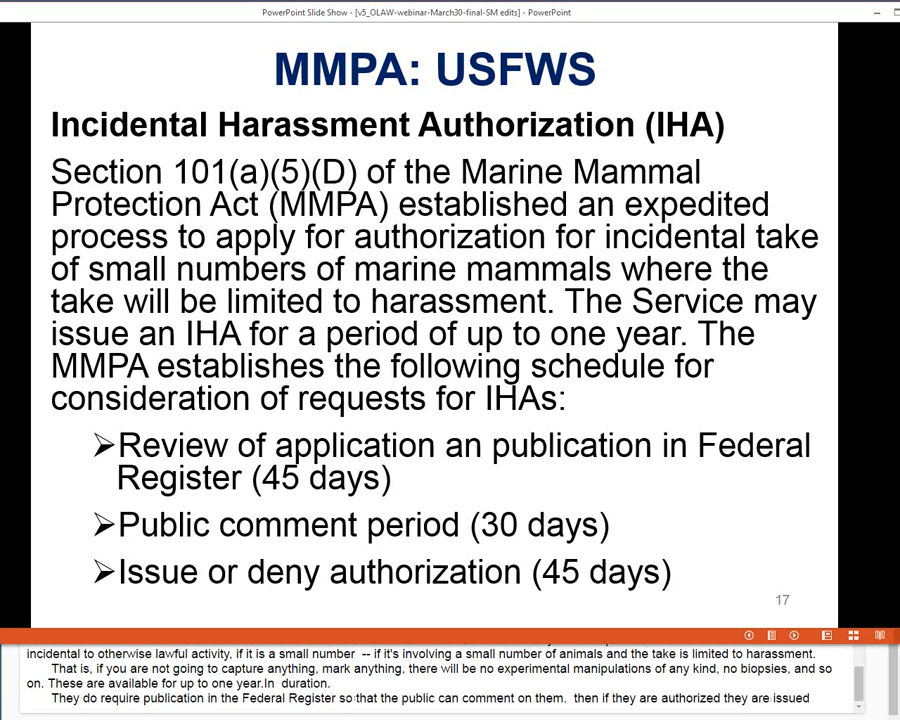 PowerPoint Slide Show - [v5_OLAW-webinar-March30-final-SM edits] - PowerPoint
MMPA: USFWS
Incidental Harassment Authorization (IHA)
Section 101(a)(5)(D) of the Marine Mammal
Protection Act (MMPA) established an expedited
process to apply for authorization for incidental take
of small numbers of marine mammals where the
take will be limited to harassment. The Service may
issue an IHA for a period of up to one year. The
MMPA establishes the following schedule for
consideration of requests for IHAs:
➢Review of application an publication in Federal
Register (45 days)
➢Public comment period (30 days)
➢Issue or deny authorization (45 days)
17
incidental to otherwise lawful activity, if it is a small number -- if it's involving a small number of animals and the take is limited to harassment.
That is, if you are not going to capture anything, mark anything, there will be no experimental manipulations of any kind, no biopsies, and so
on. These are available for up to one year.In duration.
They do require publication in the Federal Register so that the public can comment on them, then if they are authorized they are issued